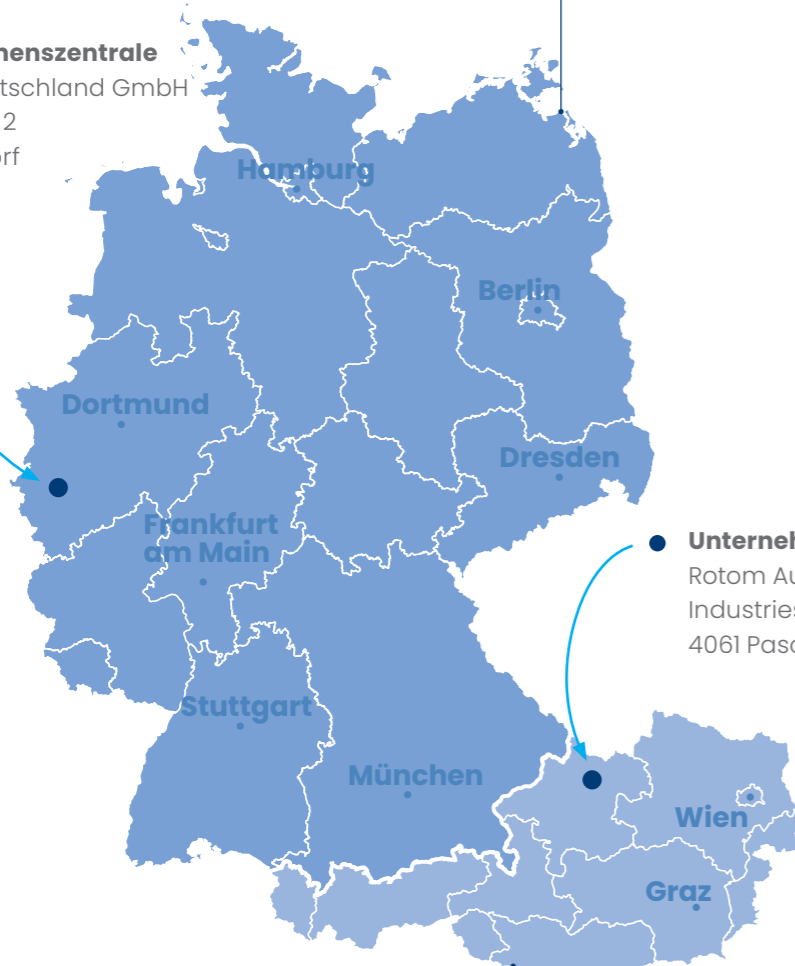 nenszentrale
tschland GmbH
2
rf
Hamburg
Berlin
Dortmund
Dresden
Frankfurt
am Main
Unterneh
Rotom Au
Industries
4061 Pasc
Stuttgart
München
Wien
Graz